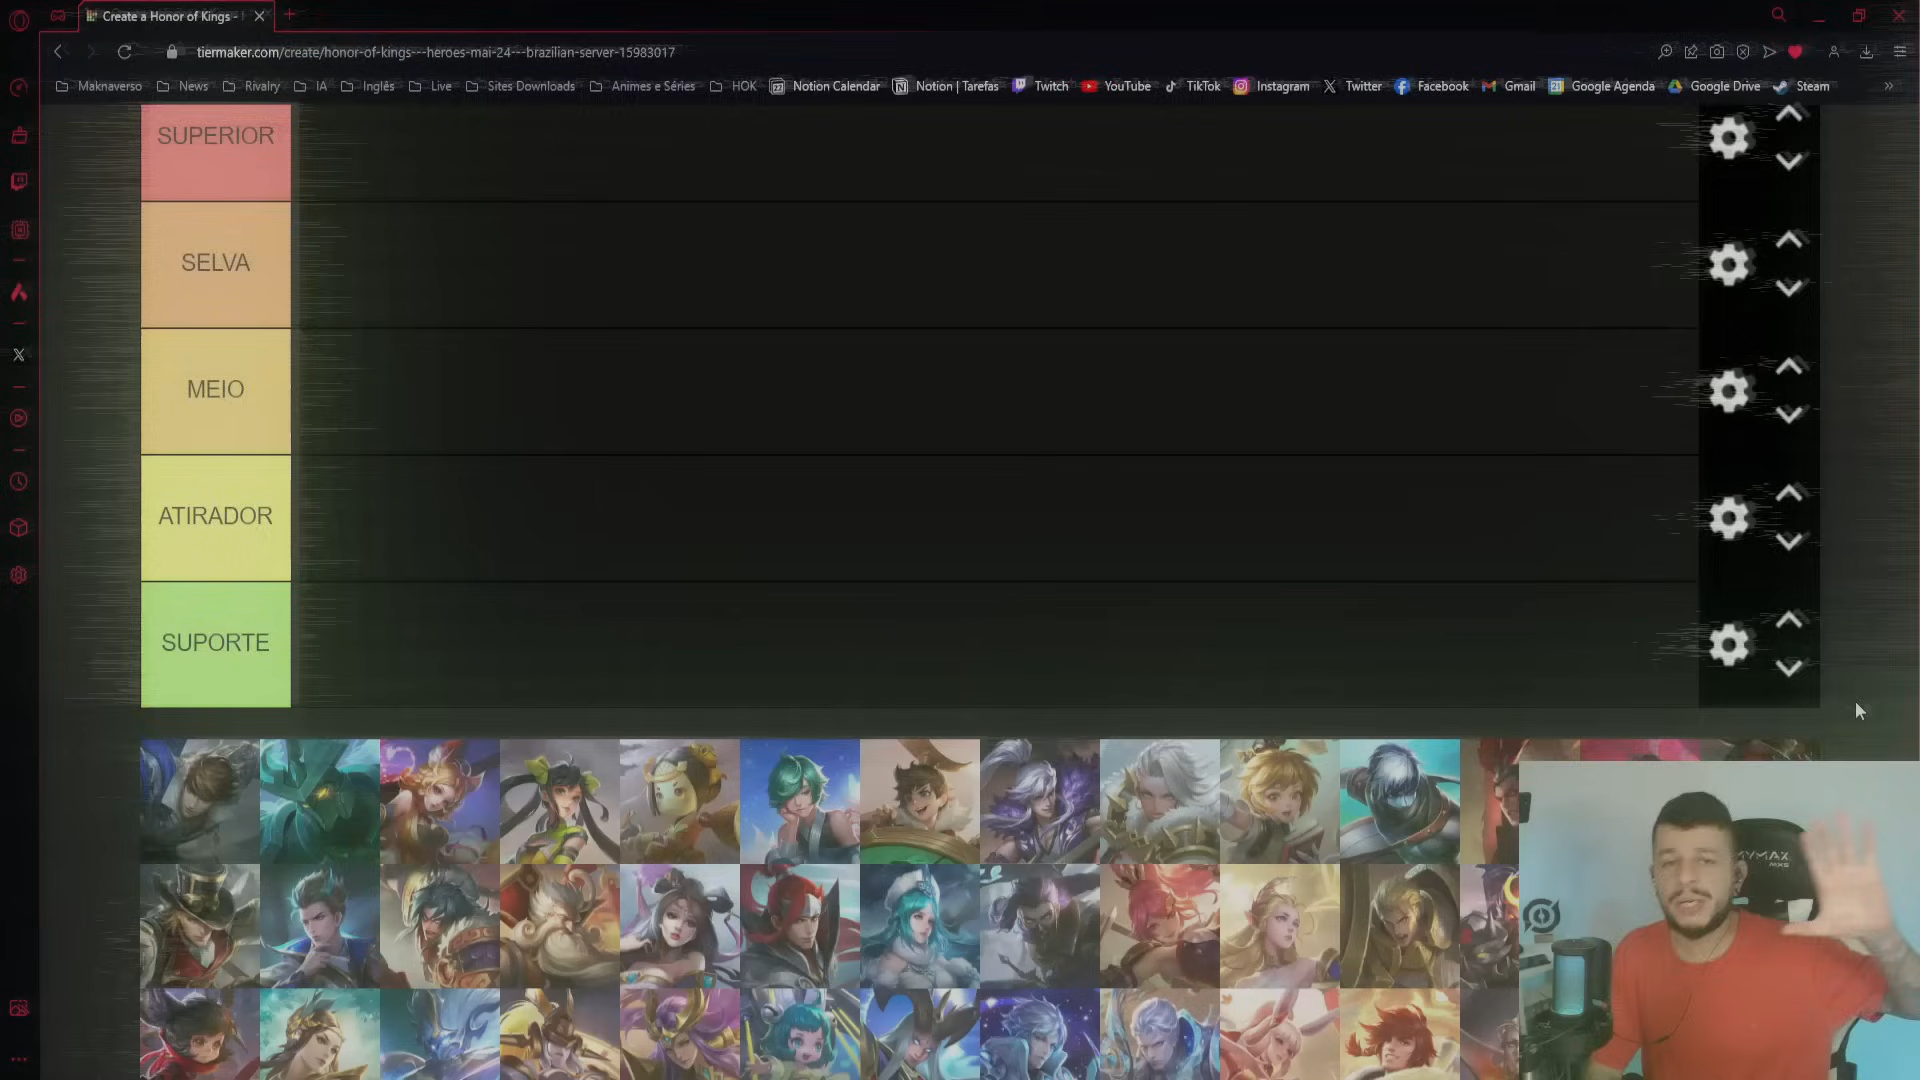 Create a Honor of Kings -
tiermaker.com/create/honor-of-kings---heroes-mai-24---brazilian-server-15983017
Maknaverso News Rivalry IA Inglês Live Sites Downloads Animes e Séries HOK Notion Calendar Notion | Tarefas Twitch YouTube TikTok Instagram Twitter Facebook Gmail Google Agenda Google Drive Steam
SUPERIOR
SELVA
MEIO
ATIRADOR
SUPORTE